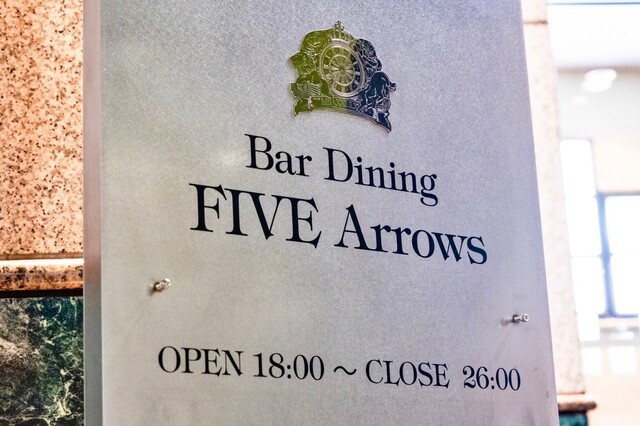 Bar Dining
FIVE Arrows
OPEN 18:00 ～ CLOSE 26:00